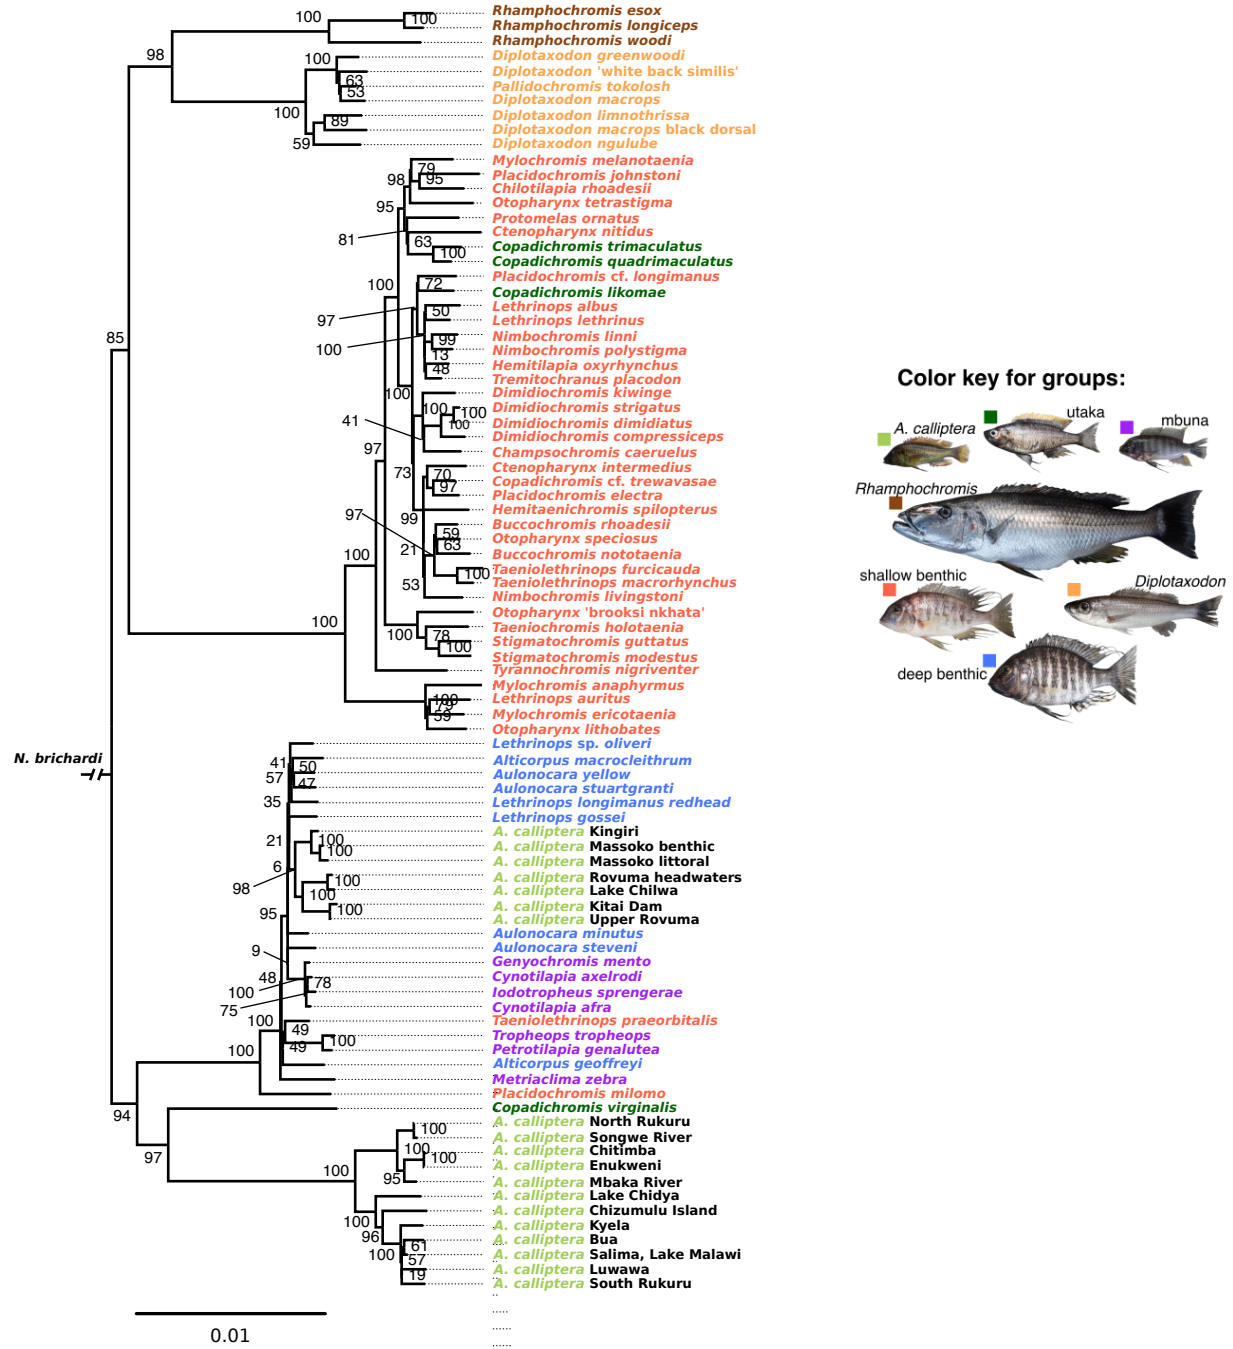 Rhamphochromis esox
100
Rhamphochromis longiceps
100
Rhamphochromis woodi
98
Diplotaxodon greenwoodi
100
Diplotaxodon 'white back similis'
63
Pallidochromis tokolosh
53
Diplotaxodon macrops
100
Diplotaxodon limnothrissa
89
Diplotaxodon macrops black dorsal
59
Diplotaxodon ngulube
Mylochromis melanotaenia
79
Placidochromis johnstoni
98
95
Chilotilapia rhoadesii
Otopharynx tetrastigma
95
Protomelas ornatus
Ctenopharynx nitidus
81
63
Copadichromis trimaculatus
100
Copadichromis quadrimaculatus
Placidochromis cf. longimanus
100
72
Copadichromis likomae
Lethrinops albus
50
97
Lethrinops lethrinus
Nimbochromis linni
99
100
Nimbochromis polystigma
13
Hemitilapia oxyrhynchus
48
Tremitochranus placodon
100
Dimidiochromis kiwinge
Dimidiochromis strigatus
100
100
41
100
Dimidiochromis dimidiatus
Dimidiochromis compressiceps
97
Champsochromis caeruelus
Ctenopharynx intermedius
73
70
Copadichromis cf. trewavasae
97
Placidochromis electra
97
99
Hemitaenichromis spilopterus
Buccochromis rhoadesii
59
Otopharynx speciosus
21
63
Buccochromis nototaenia
100
Taeniolethrinops furcicauda
100
53
Taeniolethrinops macrorhynchus
Nimbochromis livingstoni
Otopharynx 'brooksi nkhata'
100
100
Taeniochromis holotaenia
78
Stigmatochromis guttatus
100
Stigmatochromis modestus
Tyrannochromis nigriventer
Mylochromis anaphyrmus
100
Lethrinops auritus
79
59
Mylochromis ericotaenia
Otopharynx lithobates
85
N. brichardi
Lethrinops sp. oliveri
41
Alticorpus macrocleithrum
50
57
Aulonocara yellow
47
Aulonocara stuartgranti
35
Lethrinops longimanus redhead
Lethrinops gossei
21
A. calliptera Kingiri
100
A. calliptera Massoko benthic
100
A. calliptera Massoko littoral
6
98
A. calliptera Rovuma headwaters
100
A. calliptera Lake Chilwa
100
A. calliptera Kitai Dam
100
A. calliptera Upper Rovuma
95
Aulonocara minutus
9
Aulonocara steveni
Genyochromis mento
48
Cynotilapia axelrodi
78
100
Iodotropheus sprengerae
75
Cynotilapia afra
100
Taeniolethrinops praeorbitalis
49
Tropheops tropheops
100
49
Petrotilapia genalutea
100
Alticorpus geoffreyi
Metriaclima zebra
Placidochromis milomo
94
Copadichromis virginalis
A. calliptera North Rukuru
100
A. calliptera Songwe River
97
100
A. calliptera Chitimba
100
A. calliptera Enukweni
100
95
A. calliptera Mbaka River
A. calliptera Lake Chidya
100
A. calliptera Chizumulu Island
96
A. calliptera Kyela
100
A. calliptera Bua
61
A. calliptera Salima, Lake Malawi
57
A. calliptera Luwawa
19
A. calliptera South Rukuru
0.01
Color key for groups:
A. calliptera
utaka
mbuna
Rhamphochromis
shallow benthic
Diplotaxodon
deep benthic